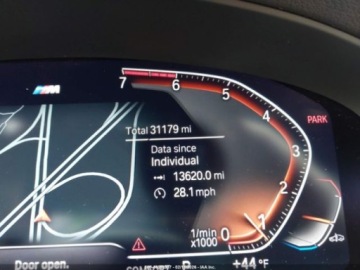 M
7
6
5
4
3
2
1
0
PARK
Total 31179 mi
Data since
Individual
13620.0 mi
28.1 mph
1/min
x1000
Door open.
COMFORT
P
+44°F